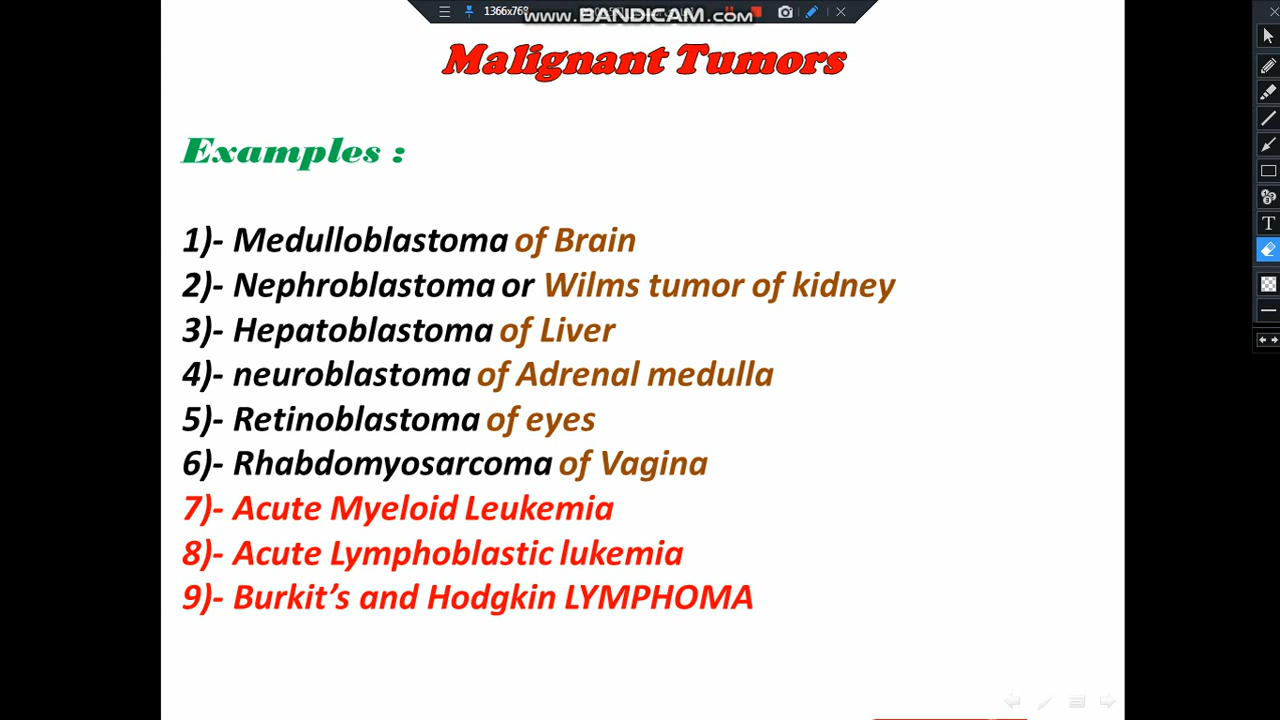 1366x768
www.BANDICAM.com
Malignant Tumors
Examples :
1)- Medulloblastoma of Brain
2)- Nephroblastoma or Wilms tumor of kidney
3)- Hepatoblastoma of Liver
4)- neuroblastoma of Adrenal medulla
5)- Retinoblastoma of eyes
6)- Rhabdomyosarcoma of Vagina
7)- Acute Myeloid Leukemia
8)- Acute Lymphoblastic lukemia
9)- Burkit’s and Hodgkin LYMPHOMA